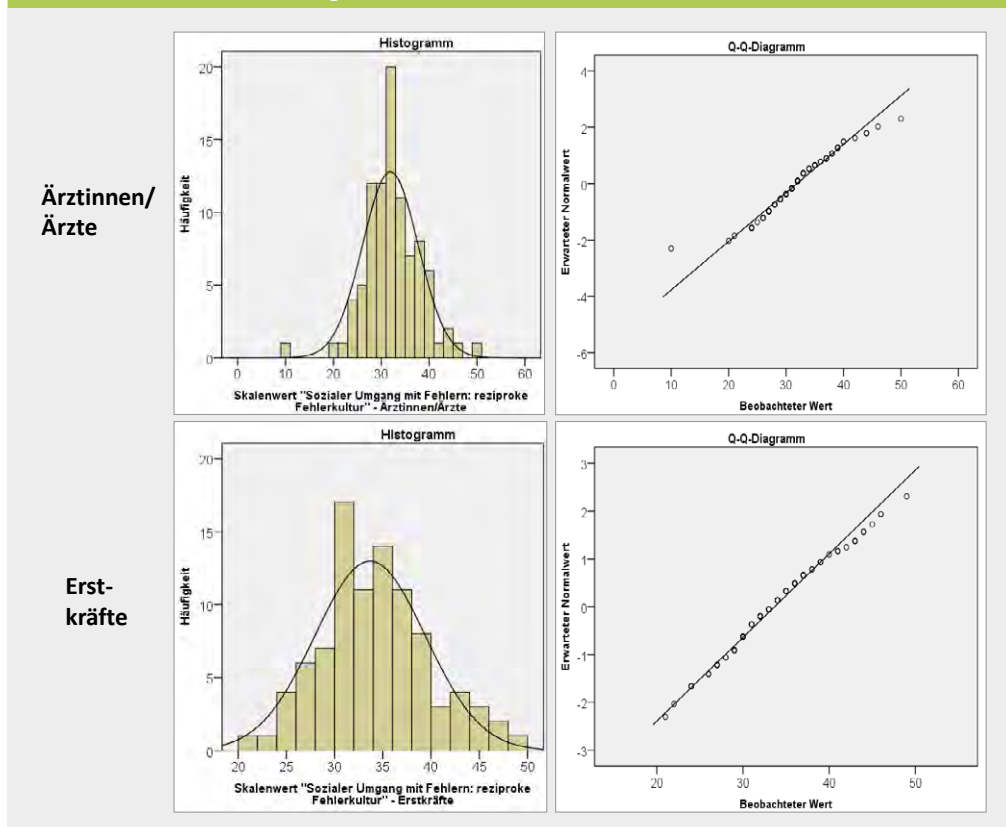 Histogramm
Häufigkeit
20
15
10
5
0
0 10 20 30 40 50 60
Skalenwert "Sozialer Umgang mit Fehlern: reziproke
Fehlerkultur" - Ärztinnen/Ärzte
Q-Q-Diagramm
Erwarteter Normalwert
4
2
0
-2
-4
-6
0 10 20 30 40 50 60
Beobachteter Wert
Ärztinnen/
Ärzte
Histogramm
Häufigkeit
20
15
10
5
0
20 25 30 35 40 45 50
Skalenwert "Sozialer Umgang mit Fehlern: reziproke
Fehlerkultur" - Erstkräfte
Q-Q-Diagramm
Erwarteter Normalwert
3
2
1
0
-1
-2
-3
20 30 40 50
Beobachteter Wert
Erst-
kräfte